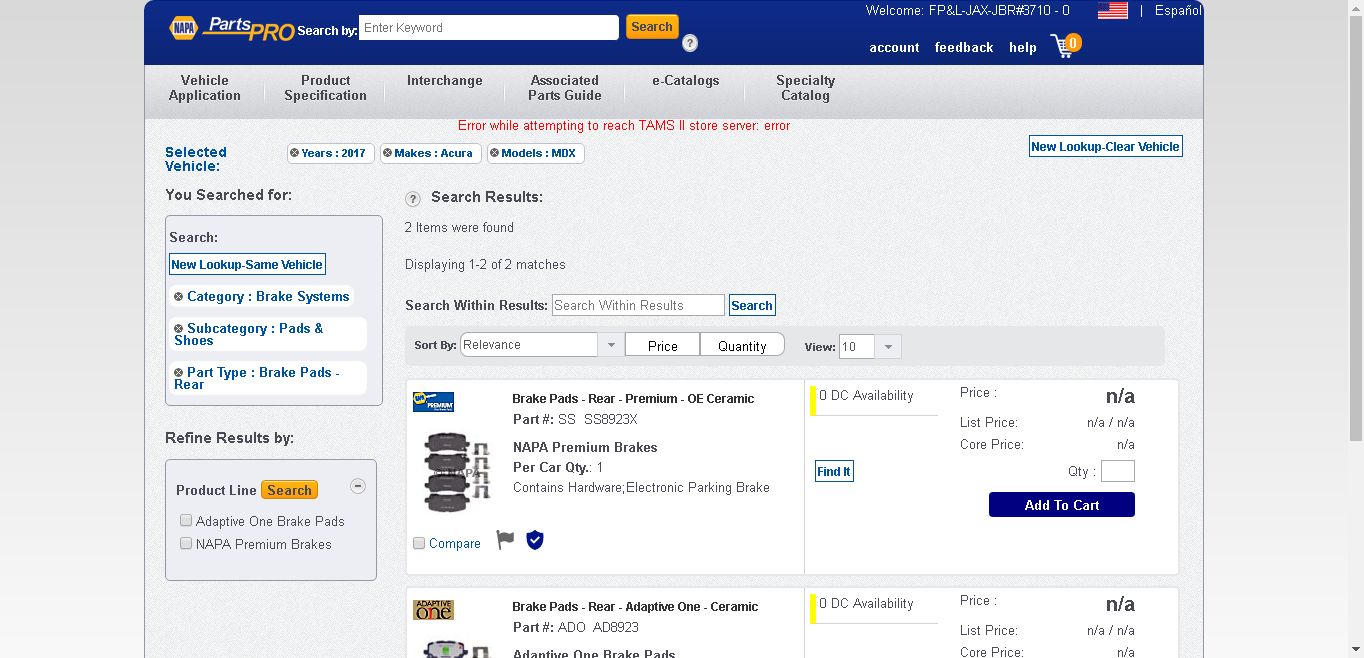 Welcome: FP&L-JAX-JBR#3710 - 0 | Español
NAPA PartsPRO Search by: Enter Keyword Search ?
account feedback help 0
Vehicle Application
Product Specification
Interchange
Associated Parts Guide
e-Catalogs
Specialty Catalog
Error while attempting to reach TAMS II store server: error
Selected Vehicle:
Years : 2017 Makes : Acura Models : MDX
New Lookup-Clear Vehicle
You Searched for:
Search:
New Lookup-Same Vehicle
Category : Brake Systems
Subcategory : Pads &
Shoes
Part Type : Brake Pads -
Rear
Refine Results by:
Product Line Search
Adaptive One Brake Pads
NAPA Premium Brakes
? Search Results:
2 Items were found
Displaying 1-2 of 2 matches
Search Within Results: Search Within Results Search
Sort By: Relevance Price Quantity View: 10
PREMIUM
Brake Pads - Rear - Premium - OE Ceramic
Part #: SS SS8923X
NAPA Premium Brakes
Per Car Qty.: 1
Contains Hardware;Electronic Parking Brake
NAPA
Compare
0 DC Availability
Find It
Price : n/a
List Price: n/a / n/a
Core Price: n/a
Qty :
Add To Cart
ADAPTIVE one
Brake Pads - Rear - Adaptive One - Ceramic
Part #: ADO AD8923
Adaptive One Brake Pads
0 DC Availability
Price : n/a
List Price: n/a / n/a
Core Price: n/a